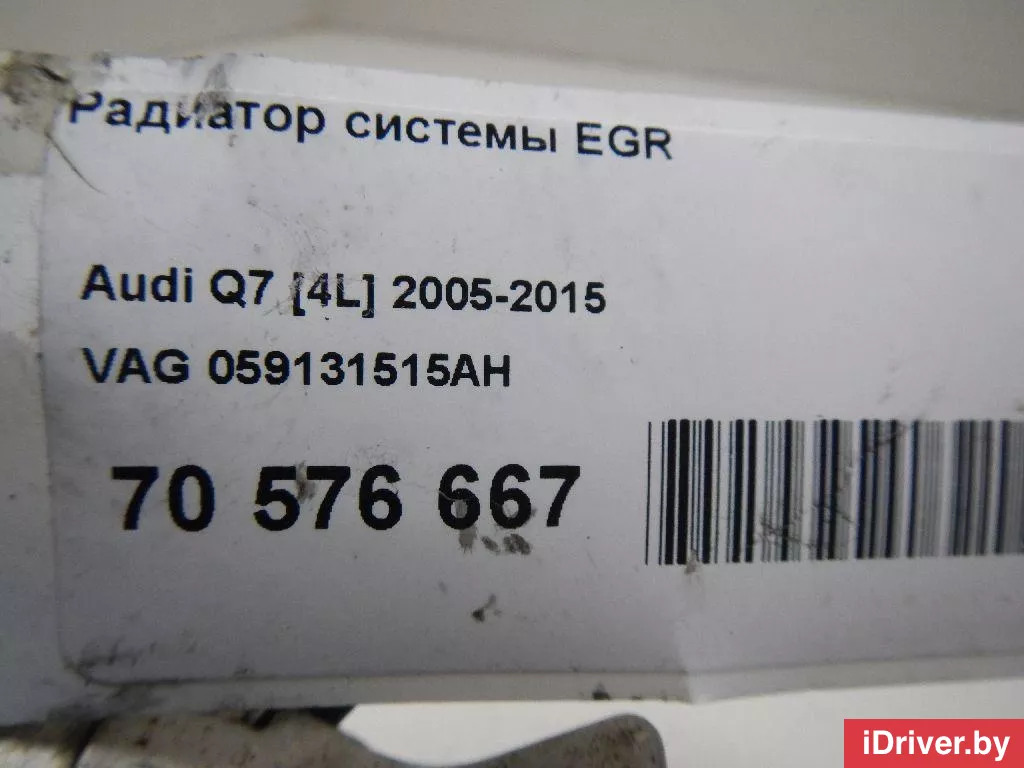 Радиатор системы EGR
Audi Q7 [4L] 2005-2015
VAG 059131515AH
70 576 667
iDriver.by